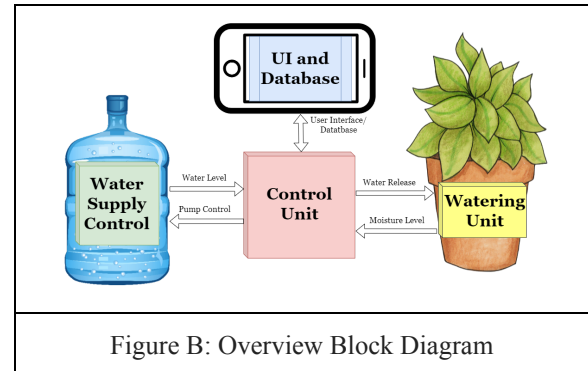 UI and
Database
User Interface/
Datatbase
Water
Supply
Control
Water Level
Pump Control
Control
Unit
Water Release
Moisture Level
Watering
Unit
Figure B: Overview Block Diagram